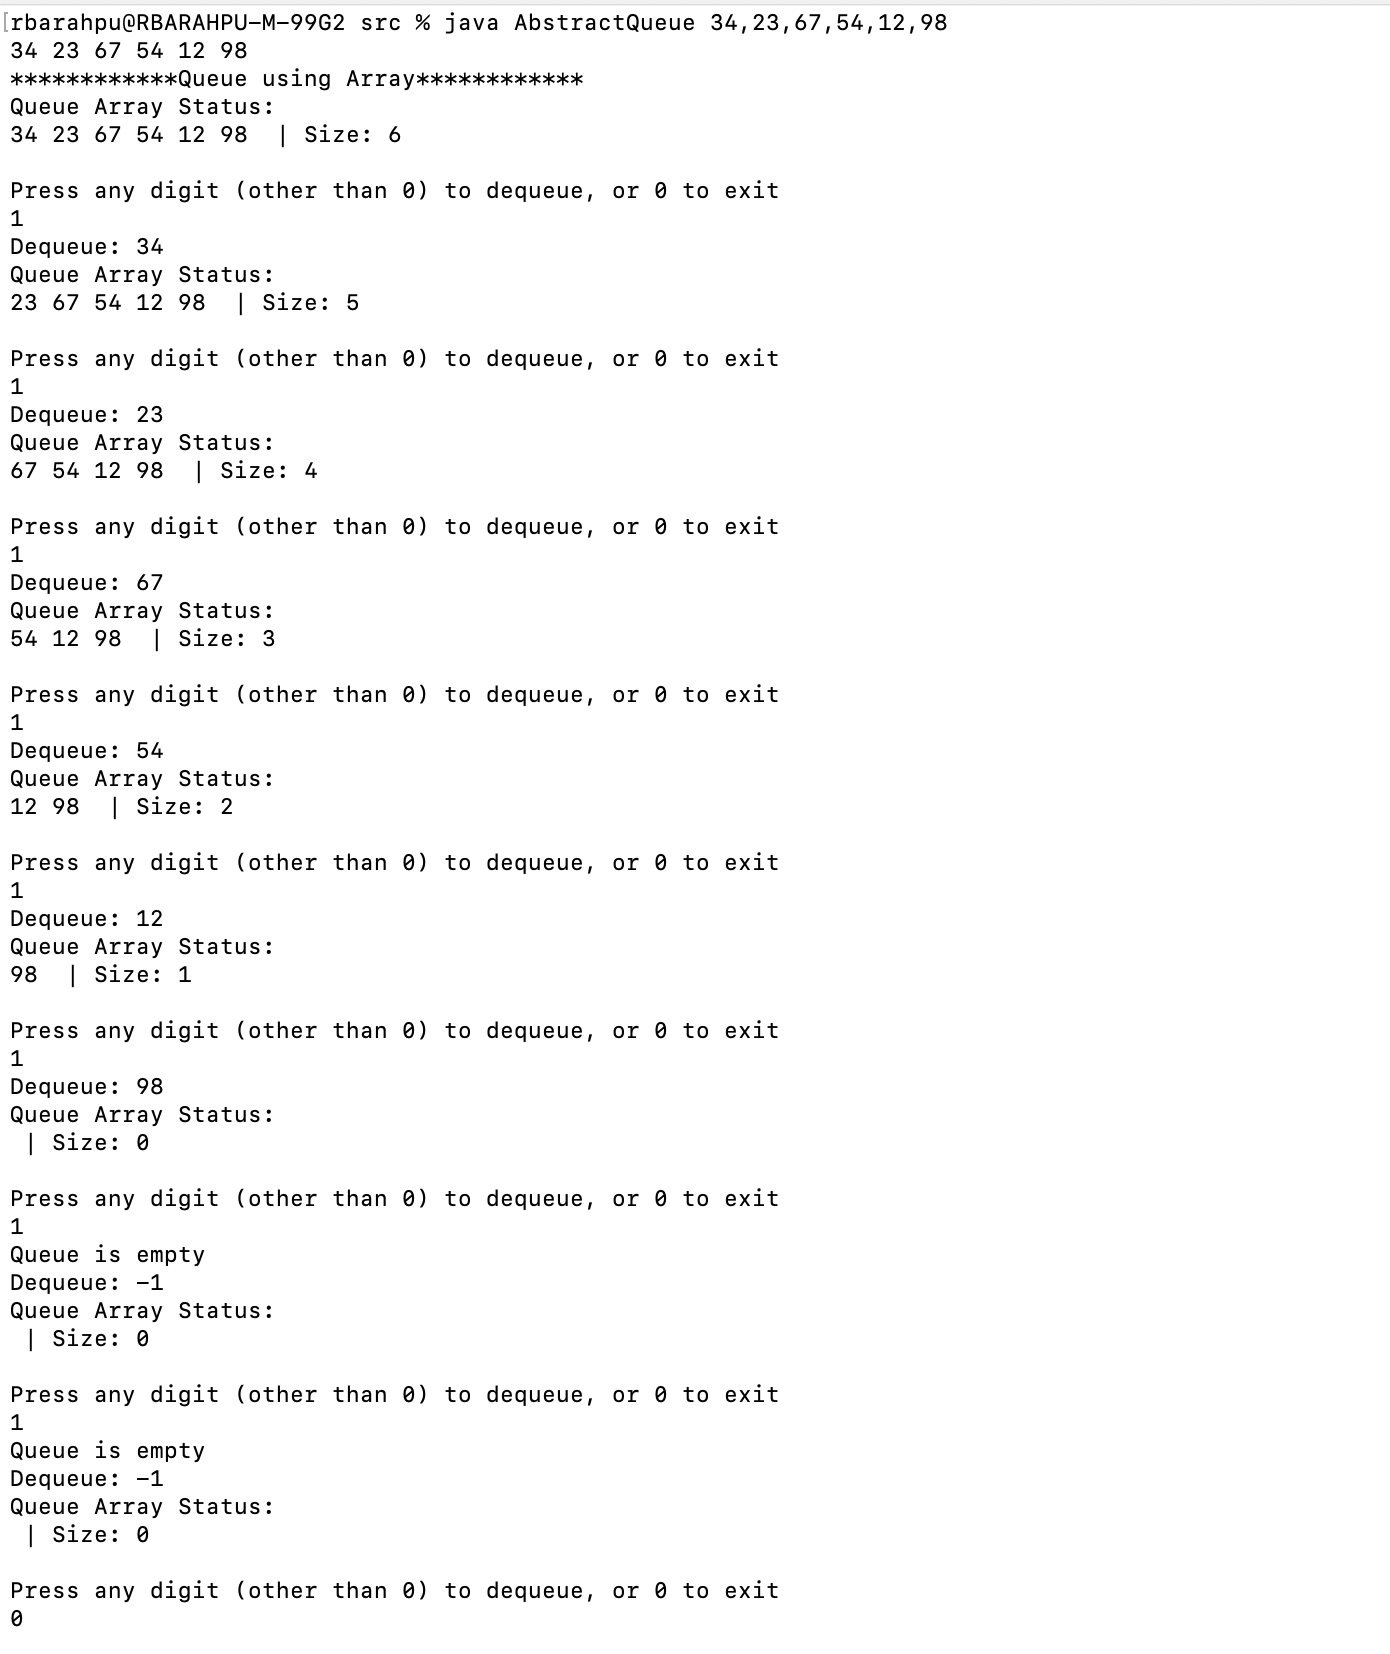 [rbarahpu@RBARAHPU-M-99G2 src % java AbstractQueue 34,23,67,54,12,98
34 23 67 54 12 98
************Queue using Array************
Queue Array Status:
34 23 67 54 12 98  | Size: 6

Press any digit (other than 0) to dequeue, or 0 to exit
1
Dequeue: 34
Queue Array Status:
23 67 54 12 98  | Size: 5

Press any digit (other than 0) to dequeue, or 0 to exit
1
Dequeue: 23
Queue Array Status:
67 54 12 98  | Size: 4

Press any digit (other than 0) to dequeue, or 0 to exit
1
Dequeue: 67
Queue Array Status:
54 12 98  | Size: 3

Press any digit (other than 0) to dequeue, or 0 to exit
1
Dequeue: 54
Queue Array Status:
12 98  | Size: 2

Press any digit (other than 0) to dequeue, or 0 to exit
1
Dequeue: 12
Queue Array Status:
98  | Size: 1

Press any digit (other than 0) to dequeue, or 0 to exit
1
Dequeue: 98
Queue Array Status:
 | Size: 0

Press any digit (other than 0) to dequeue, or 0 to exit
1
Queue is empty
Dequeue: -1
Queue Array Status:
 | Size: 0

Press any digit (other than 0) to dequeue, or 0 to exit
1
Queue is empty
Dequeue: -1
Queue Array Status:
 | Size: 0

Press any digit (other than 0) to dequeue, or 0 to exit
0